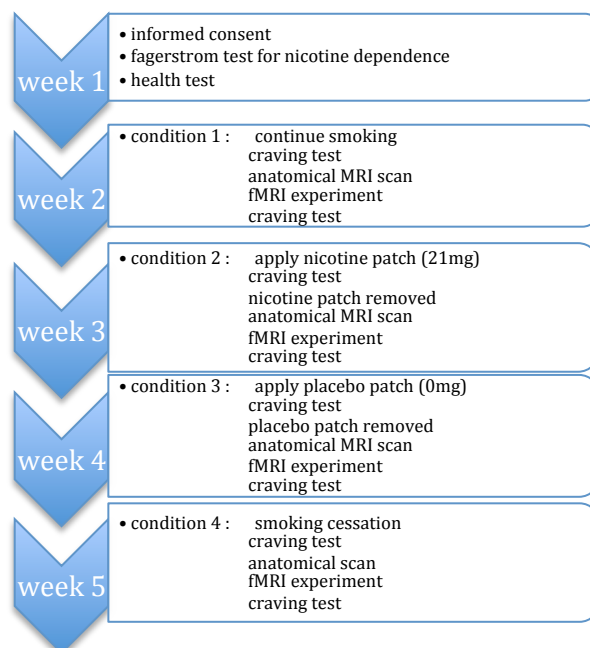 week 1
• informed consent
• fagerstrom test for nicotine dependence
• health test
week 2
• condition 1 : continue smoking
craving test
anatomical MRI scan
fMRI experiment
craving test
week 3
• condition 2 : apply nicotine patch (21mg)
craving test
nicotine patch removed
anatomical MRI scan
fMRI experiment
craving test
week 4
• condition 3 : apply placebo patch (0mg)
craving test
placebo patch removed
anatomical MRI scan
fMRI experiment
craving test
week 5
• condition 4 : smoking cessation
craving test
anatomical scan
fMRI experiment
craving test